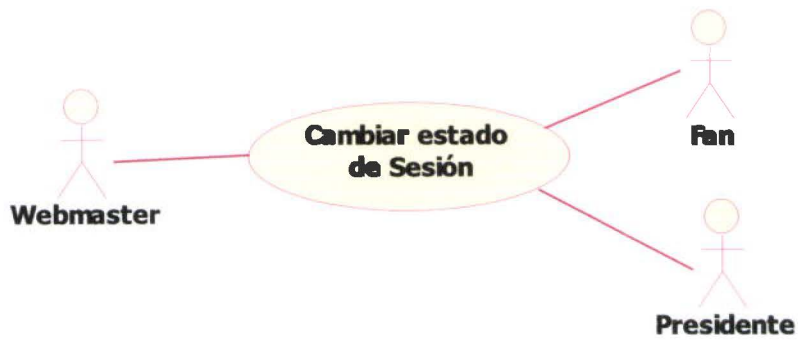 Fan
Cambiar estado
de Sesión
Webmaster
Presidente